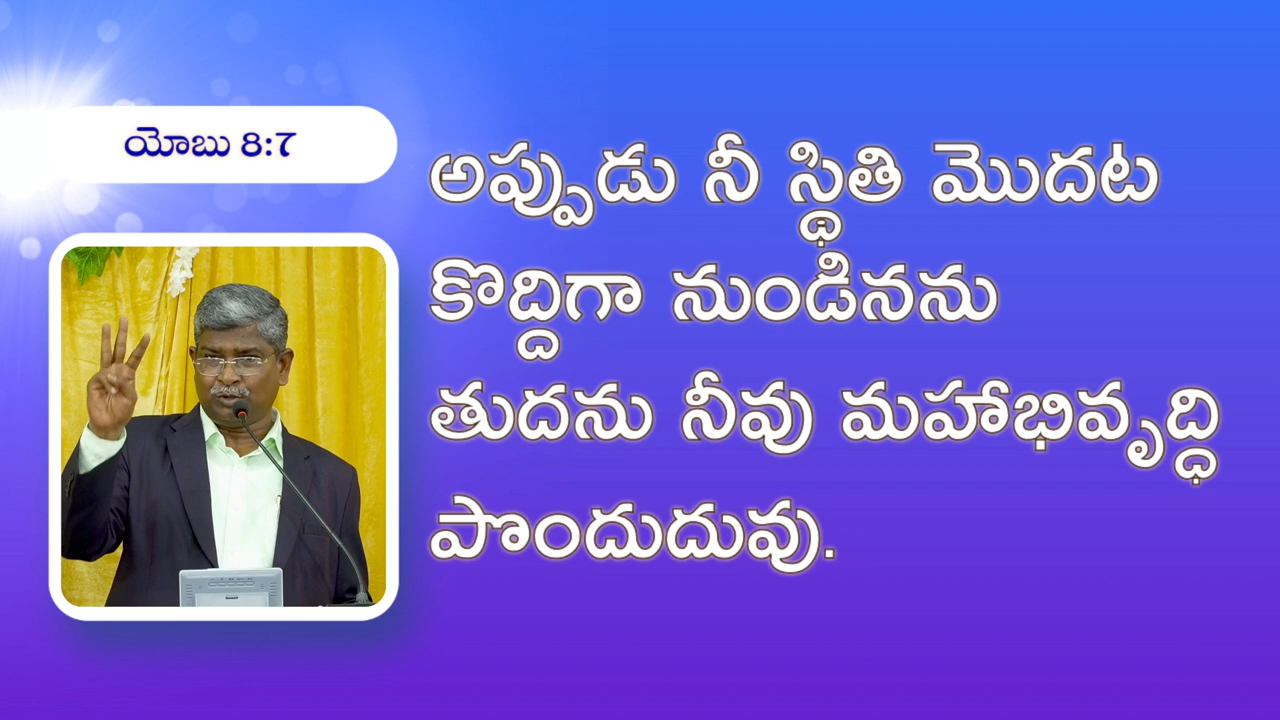 యోబు 8:7
అప్పుడు నీ స్థితి మొదట
కొద్దిగా నుండినను
తుదను నీవు మహాభివృద్ధి
పొందుదువు.